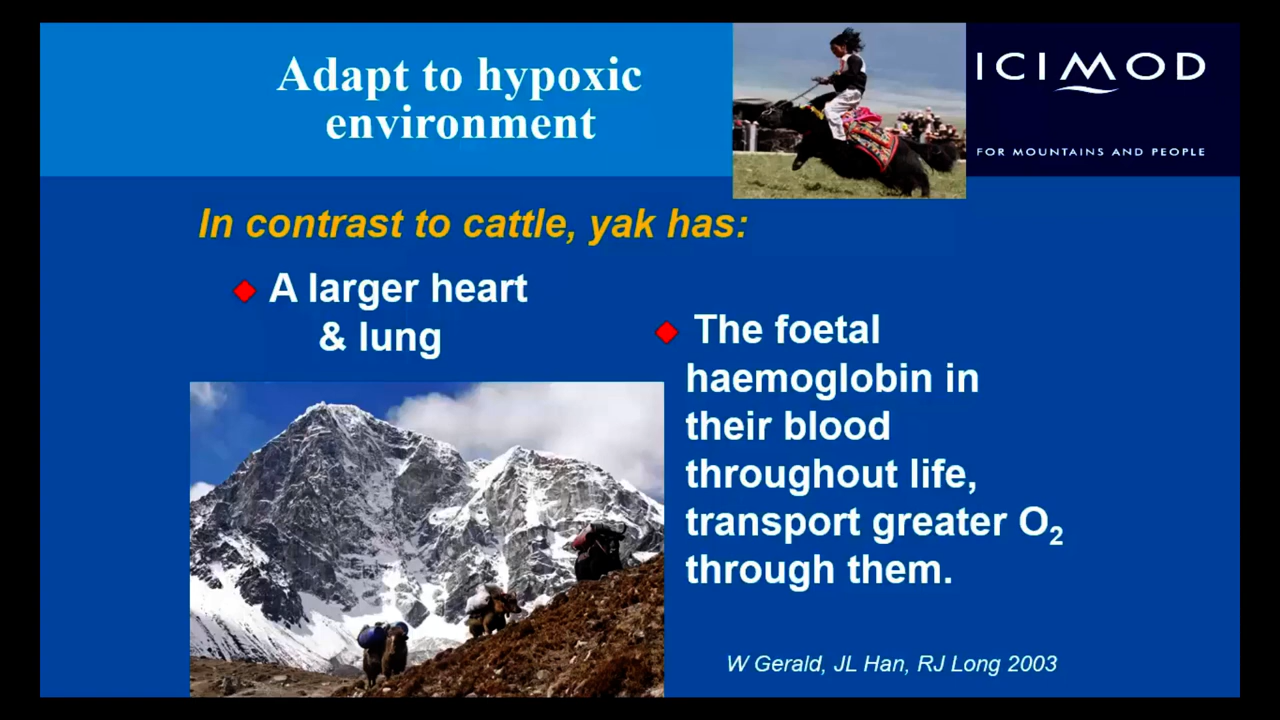 Adapt to hypoxic
environment
ICIMOD
FOR MOUNTAINS AND PEOPLE
In contrast to cattle, yak has:
A larger heart
& lung
The foetal
haemoglobin in
their blood
throughout life,
transport greater O₂
through them.
W Gerald, JL Han, RJ Long 2003